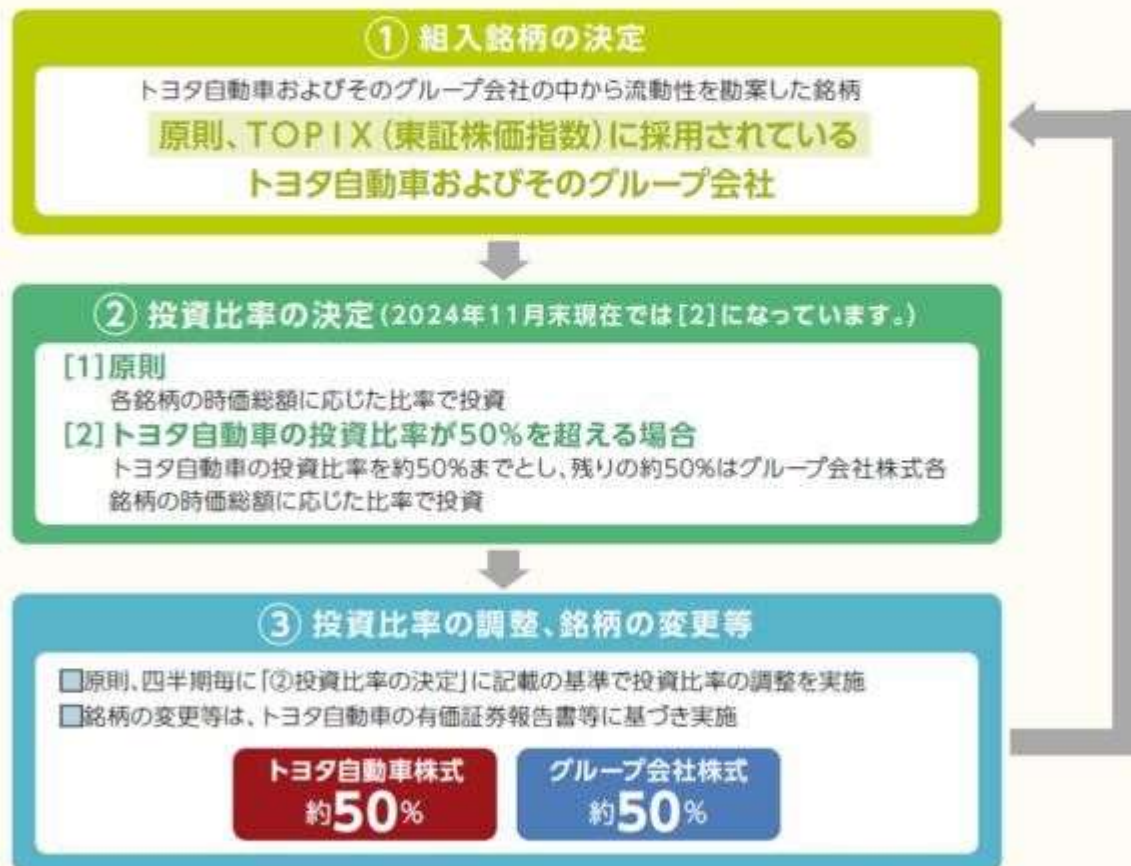 ① 組入銘柄の決定
トヨタ自動車およびそのグループ会社の中から流動性を勘案した銘柄
原則、TOPIX(東証株価指数)に採用されている
トヨタ自動車およびそのグループ会社
② 投資比率の決定(2024年11月末現在では[2]になっています。)
[1]原則
各銘柄の時価総額に応じた比率で投資
[2]トヨタ自動車の投資比率が50%を超える場合
トヨタ自動車の投資比率を約50%までとし、残りの約50%はグループ会社株式各
銘柄の時価総額に応じた比率で投資
③ 投資比率の調整、銘柄の変更等
□原則、四半期毎に「②投資比率の決定」に記載の基準で投資比率の調整を実施
□銘柄の変更等は、トヨタ自動車の有価証券報告書等に基づき実施
トヨタ自動車株式
約50%
グループ会社株式
約50%